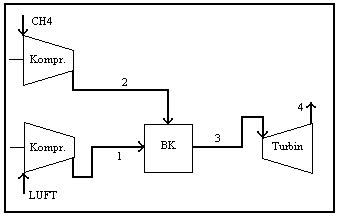 CH4
Kompr.
2
4
Kompr.
BK
3
Turbin
1
LUFT